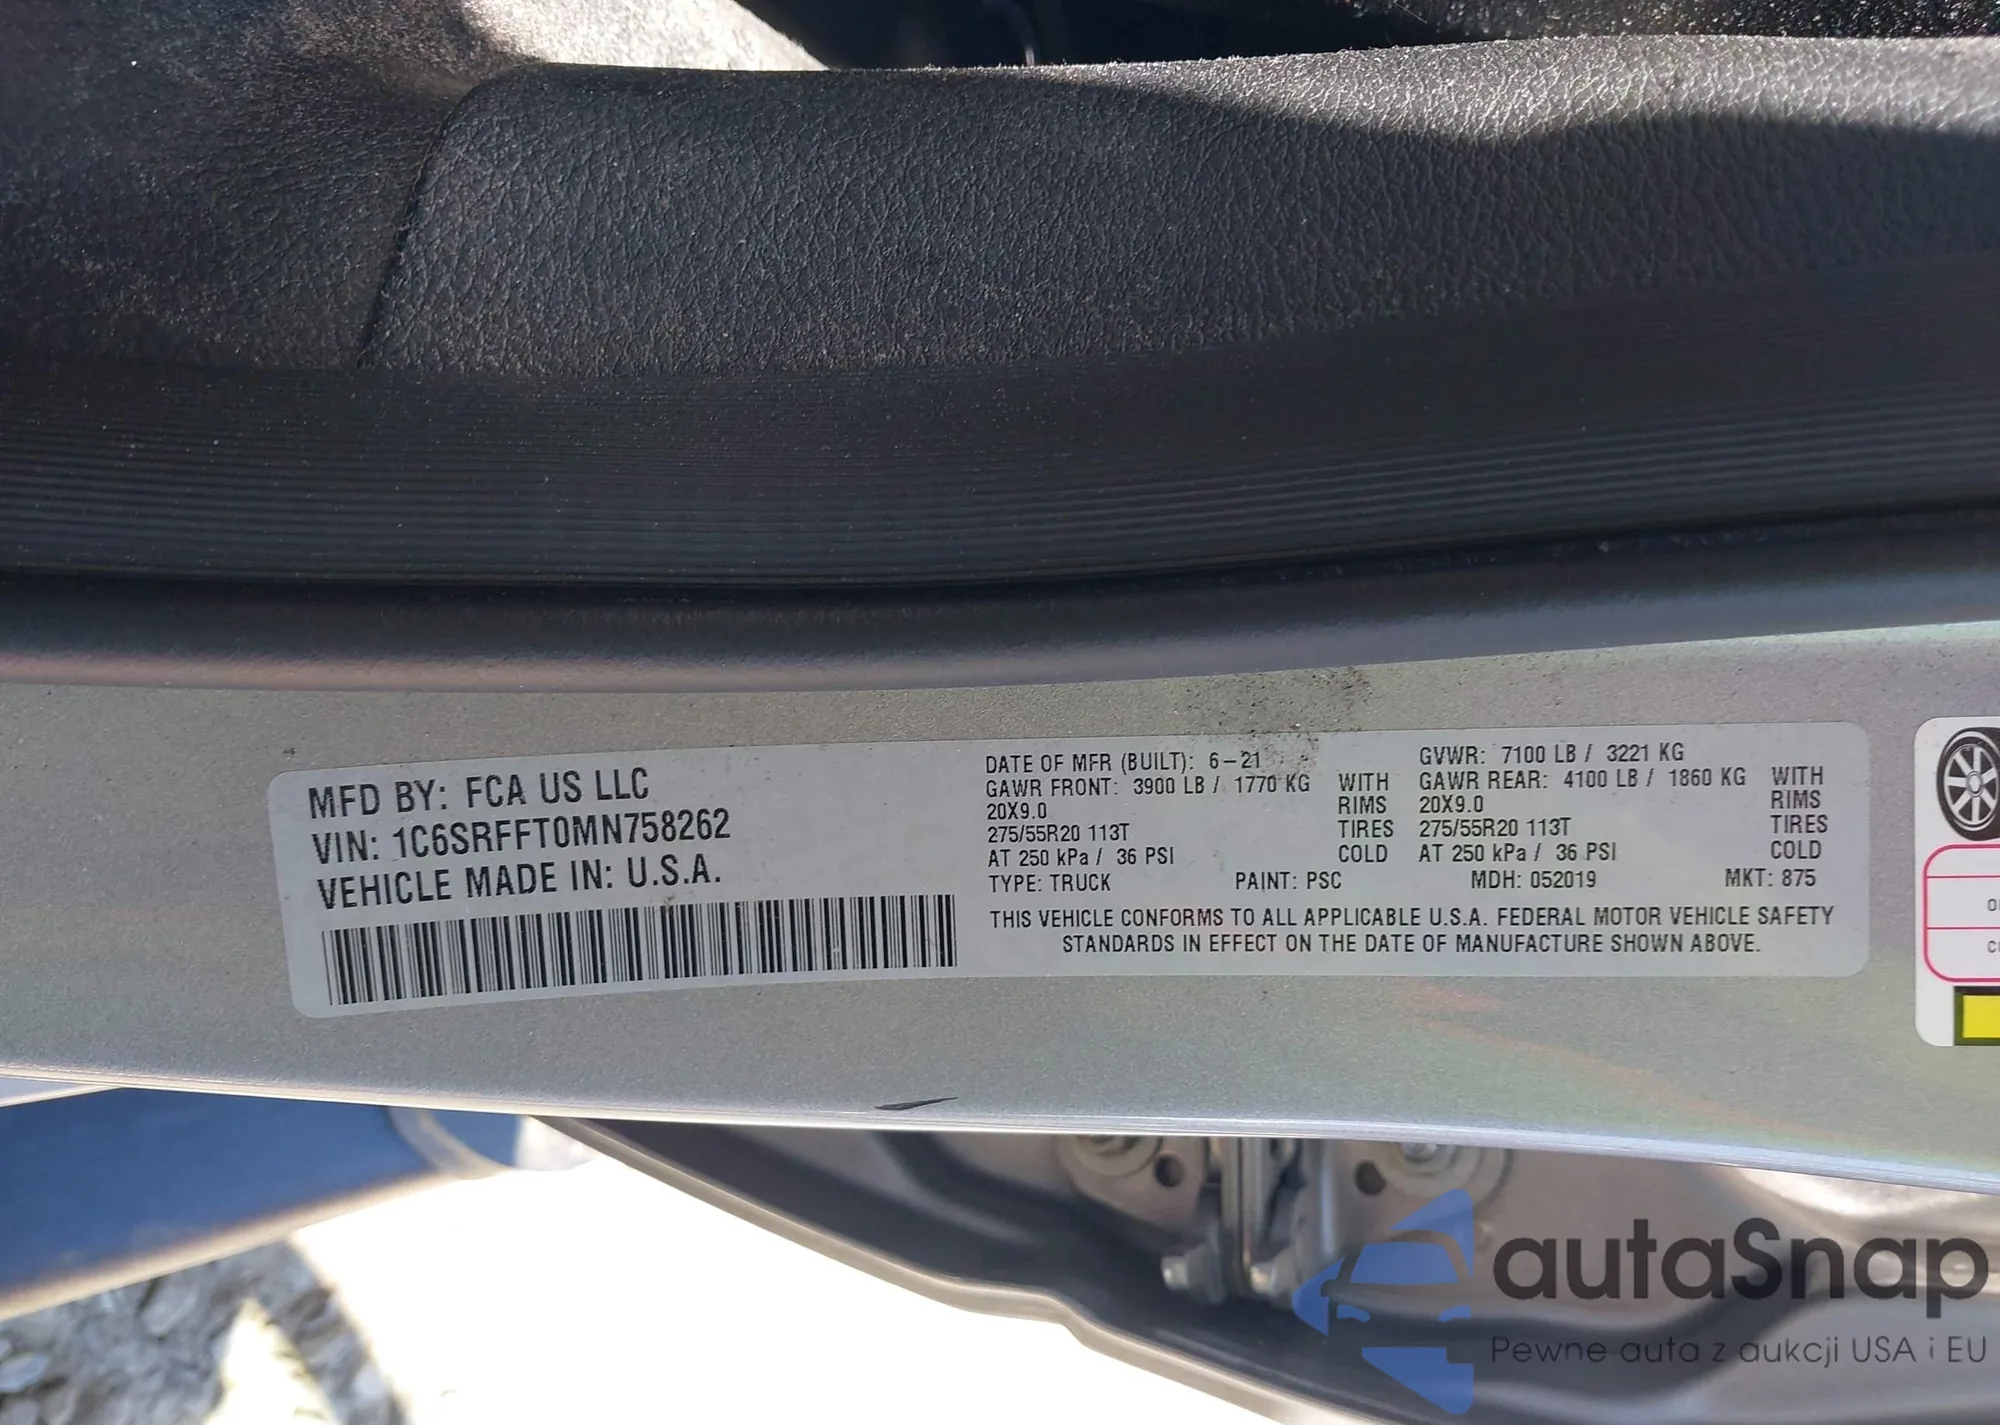 MFD BY: FCA US LLC
VIN: 1C6SRFFT0MN758262
VEHICLE MADE IN: U.S.A.
DATE OF MFR (BUILT): 6-21 GVWR: 7100 LB / 3221 KG
GAWR FRONT: 3900 LB / 1770 KG WITH GAWR REAR: 4100 LB / 1860 KG WITH
20X9.0 RIMS 20X9.0 RIMS
275/55R20 113T TIRES 275/55R20 113T TIRES
AT 250 kPa / 36 PSI COLD AT 250 kPa / 36 PSI COLD
TYPE: TRUCK PAINT: PSC MDH: 052019 MKT: 875
THIS VEHICLE CONFORMS TO ALL APPLICABLE U.S.A. FEDERAL MOTOR VEHICLE SAFETY
STANDARDS IN EFFECT ON THE DATE OF MANUFACTURE SHOWN ABOVE.
autaSnap
Pewne auta z aukcji USA i EU